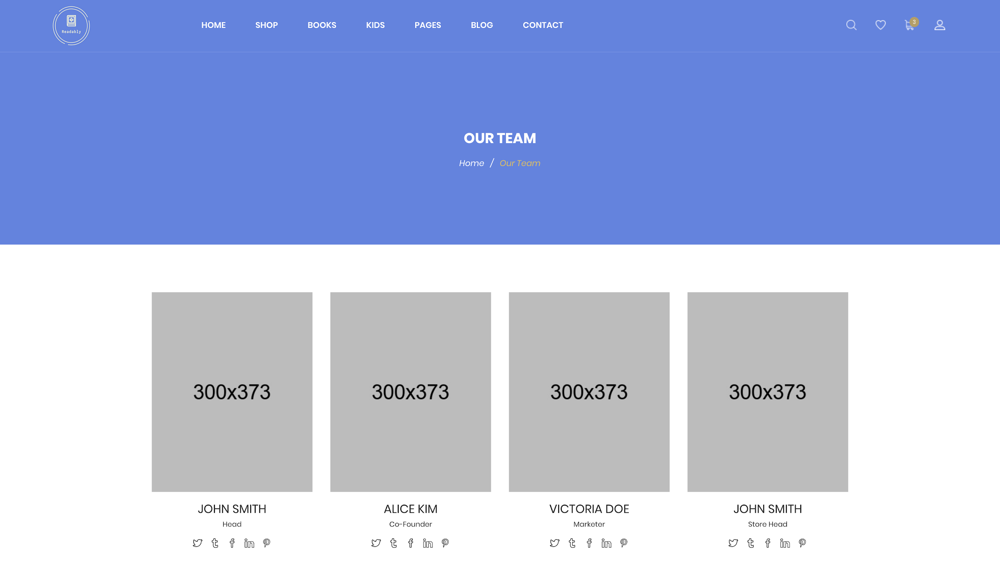 Readably
HOME SHOP BOOKS KIDS PAGES BLOG CONTACT
3
OUR TEAM
Home / Our Team
300x373 300x373 300x373 300x373
JOHN SMITH ALICE KIM VICTORIA DOE JOHN SMITH
Head Co-Founder Marketer Store Head